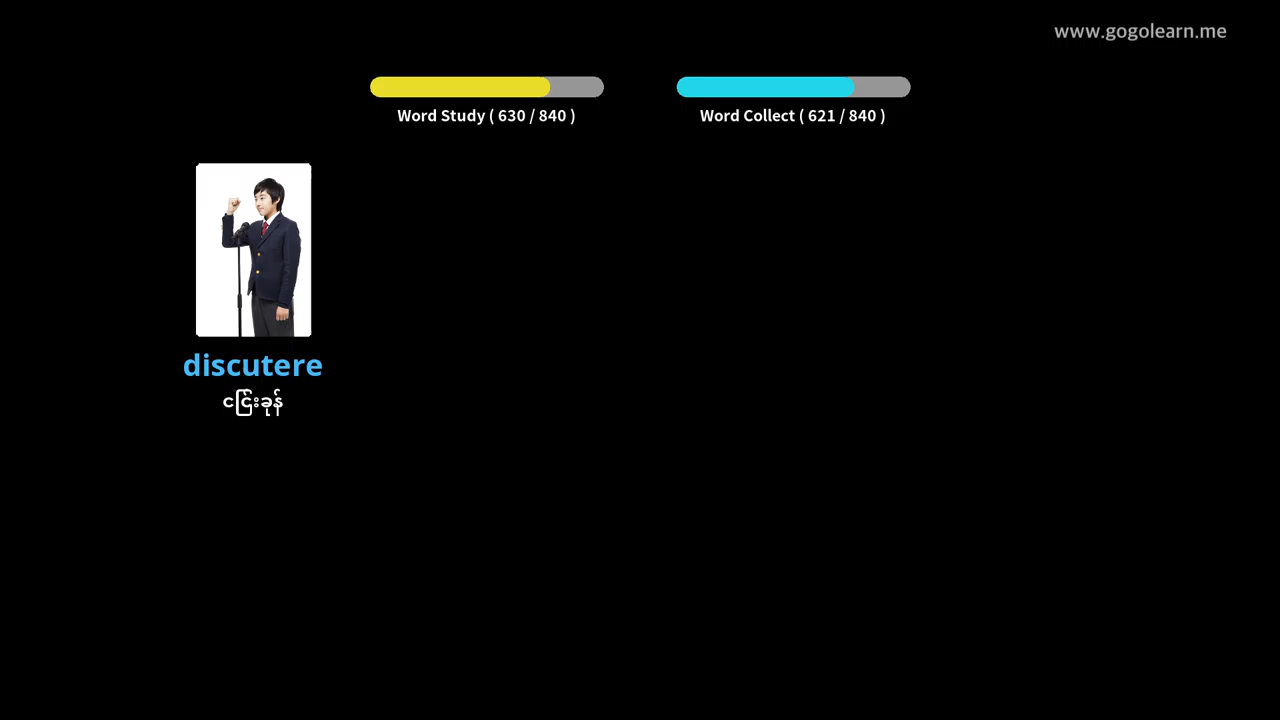 www.gogolearn.me
Word Study ( 630 / 840 )
Word Collect ( 621 / 840 )
discutere
ငြင်းခုန်